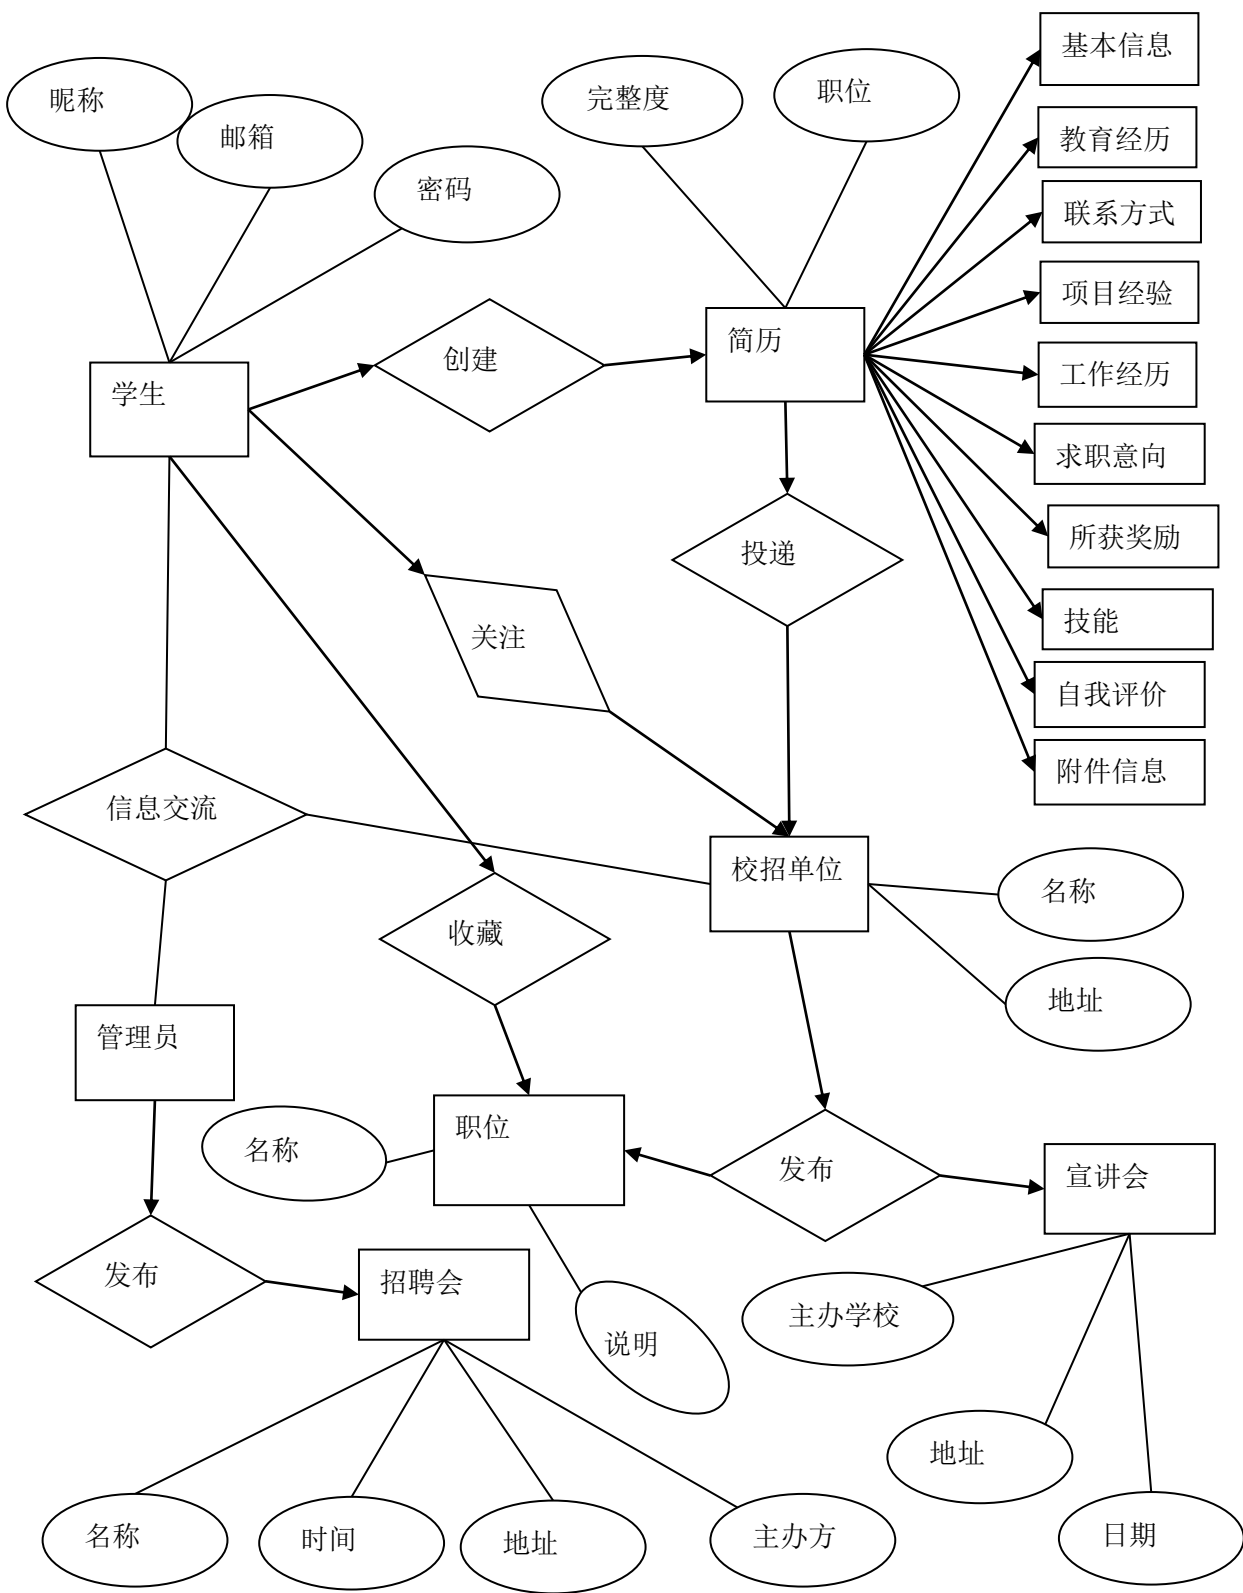 基本信息
昵称
完整度
职位
邮箱
教育经历
密码
联系方式
项目经验
简历
创建
工作经历
学生
求职意向
投递
所获奖励
关注
技能
自我评价
附件信息
信息交流
校招单位
名称
收藏
地址
管理员
职位
名称
发布
宣讲会
发布
招聘会
主办学校
说明
地址
名称
时间
地址
主办方
日期